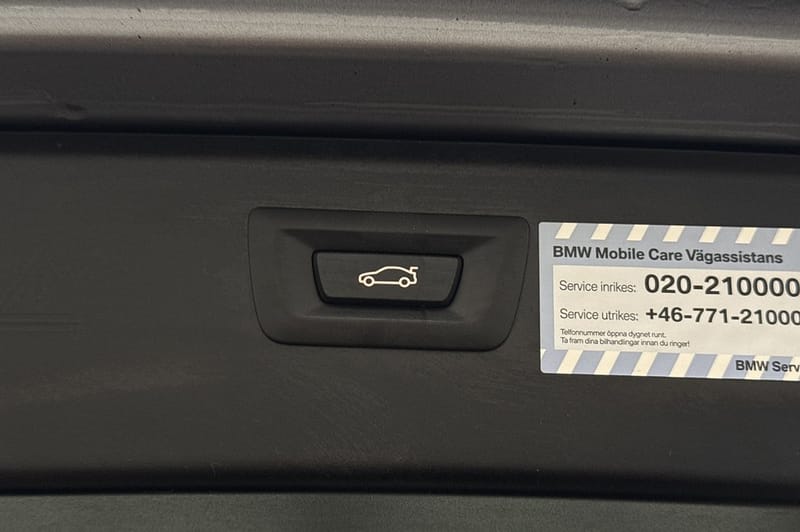 BMW Mobile Care Vägassistans
Service inrikes: 020-210000
Service utrikes: +46-771-21000
Telfonnummer öppna dygnet runt.
Ta fram dina bilhandlingar innan du ringer!
BMW Serv